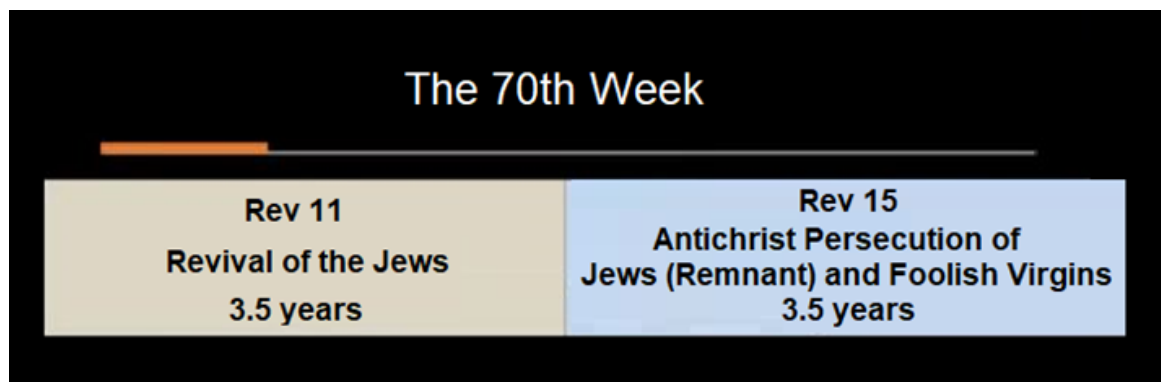 The 70th Week
Rev 11
Revival of the Jews
3.5 years
Rev 15
Antichrist Persecution of
Jews (Remnant) and Foolish Virgins
3.5 years